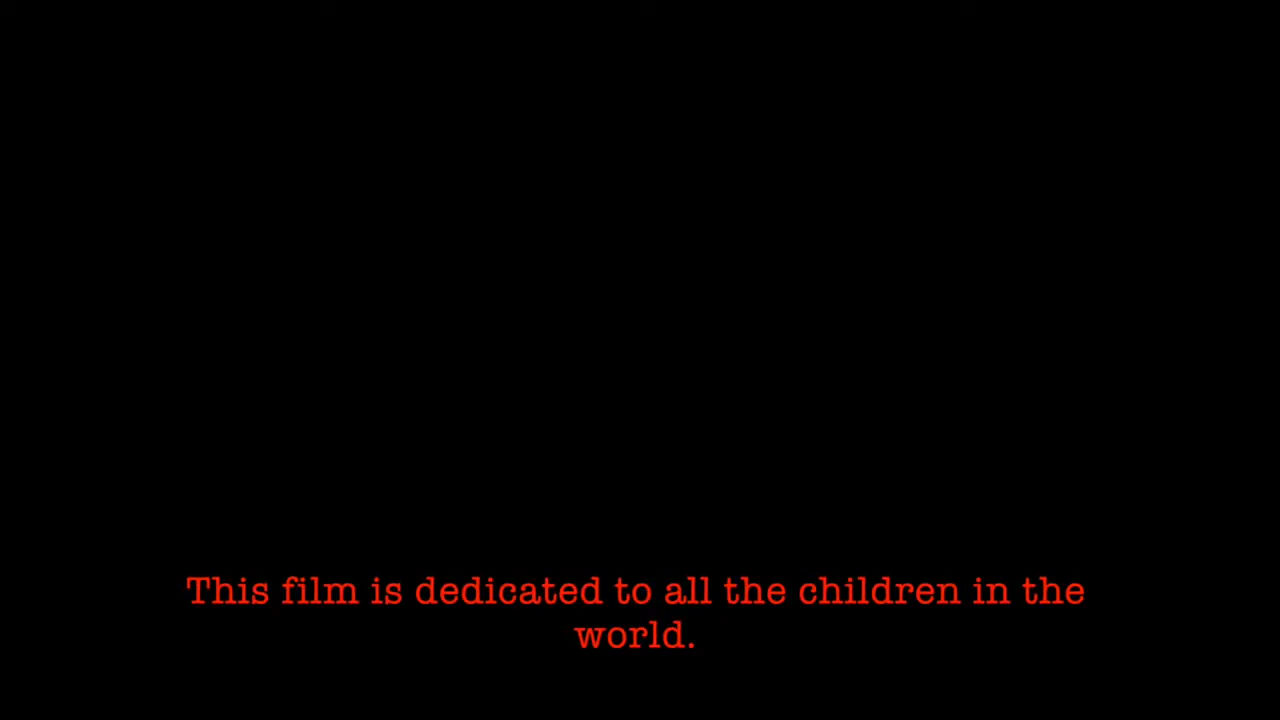 This film is dedicated to all the children in the
world.